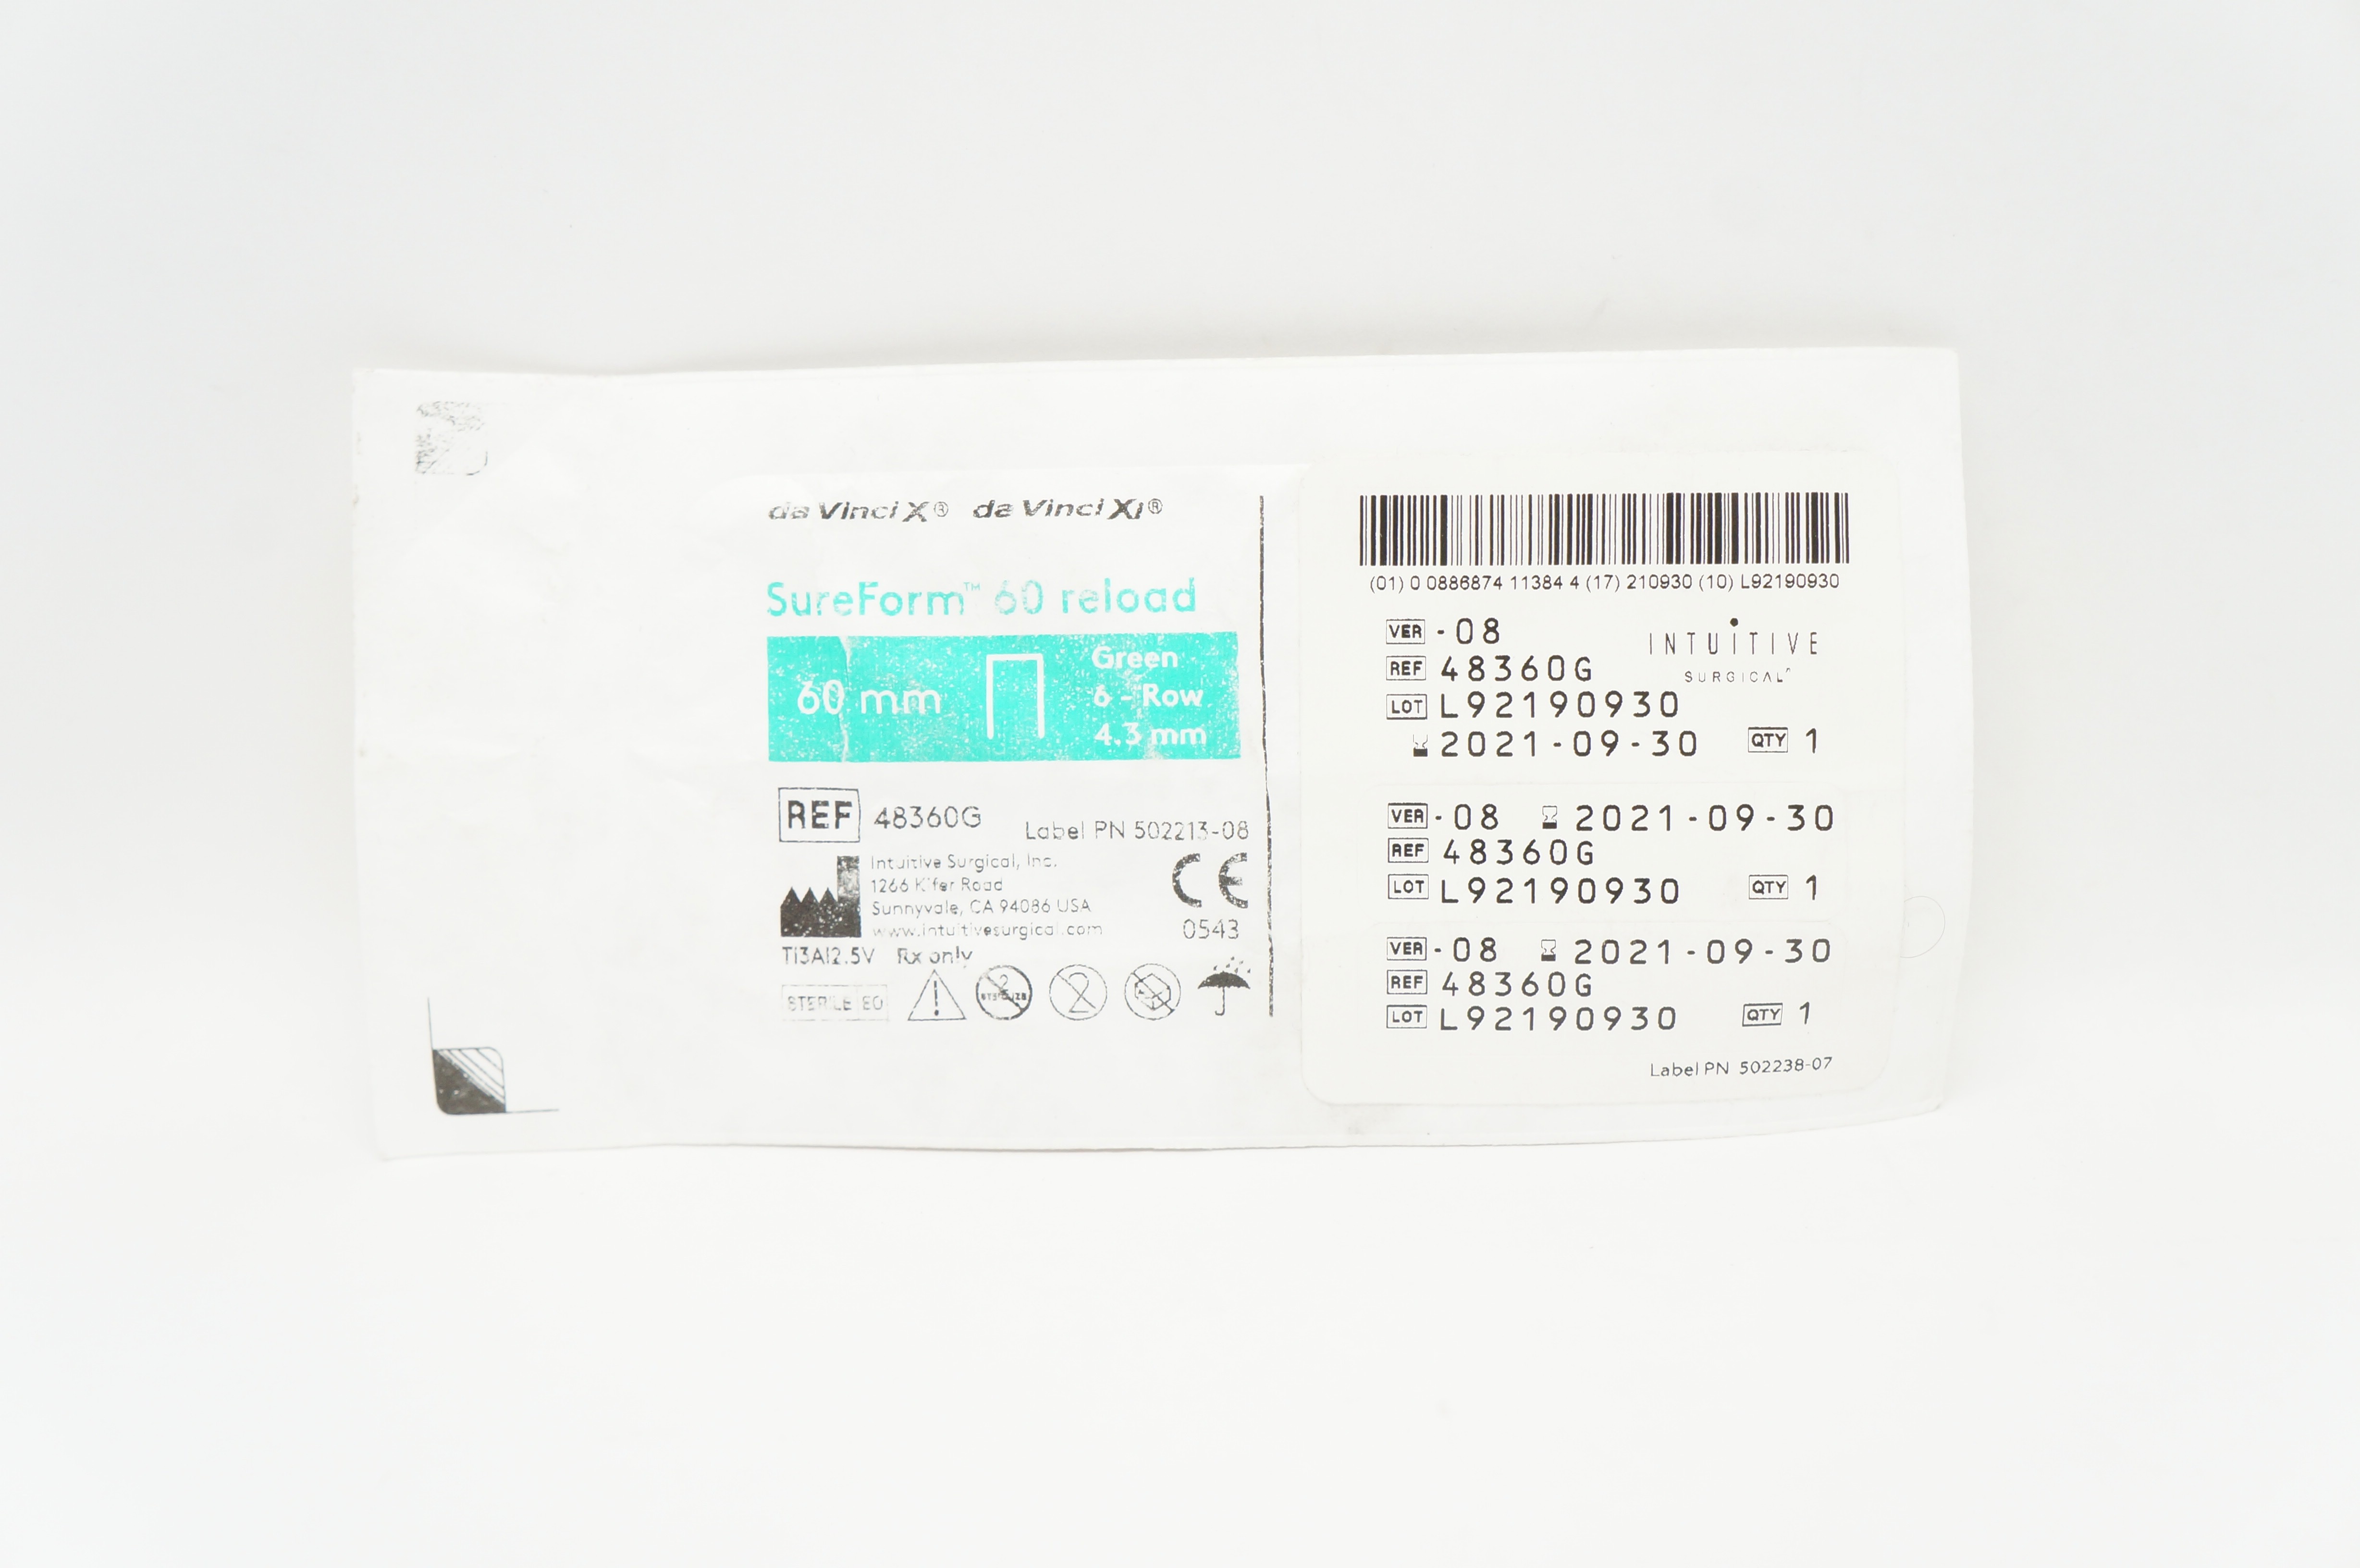 da Vinci X® da Vinci Xi®
SureForm™ 60 reload
60 mm
Green
6 - Row
4.3 mm
REF 48360G
Label PN 502213-08
Intuitive Surgical, Inc.
1266 Kifer Road
Sunnyvale, CA 94086 USA
www.intuitivesurgical.com
CE
0543
Ti3Al2.5V Rx only
STERILE EO
2
STERILIZE
2
(01) 0 0886874 11384 4 (17) 210930 (10) L92190930
VER -08
INTUITIVE
SURGICAL
REF 48360G
LOT L92190930
2021-09-30 QTY 1
VER -08 2021-09-30
REF 48360G
LOT L92190930 QTY 1
VER -08 2021-09-30
REF 48360G
LOT L92190930 QTY 1
Label PN 502238-07